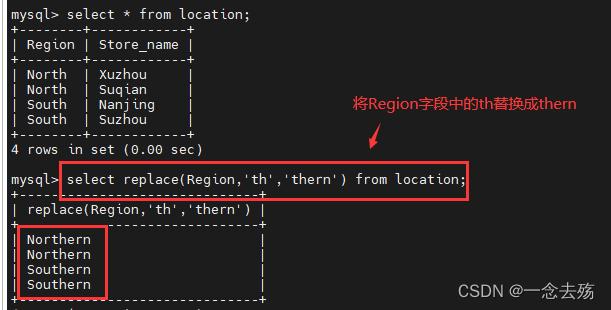 mysql> select * from location;
+--------+------------+
| Region | Store_name |
+--------+------------+
| North  | Xuzhou     |
| North  | Suqian     |
| South  | Nanjing    |
| South  | Suzhou     |
+--------+------------+
4 rows in set (0.00 sec)
将Region字段中的th替换成thern
mysql> select replace(Region,'th','thern') from location;
+------------------------------+
| replace(Region,'th','thern') |
+------------------------------+
| Northern                     |
| Northern                     |
| Southern                     |
| Southern                     |
CSDN @一念去殇